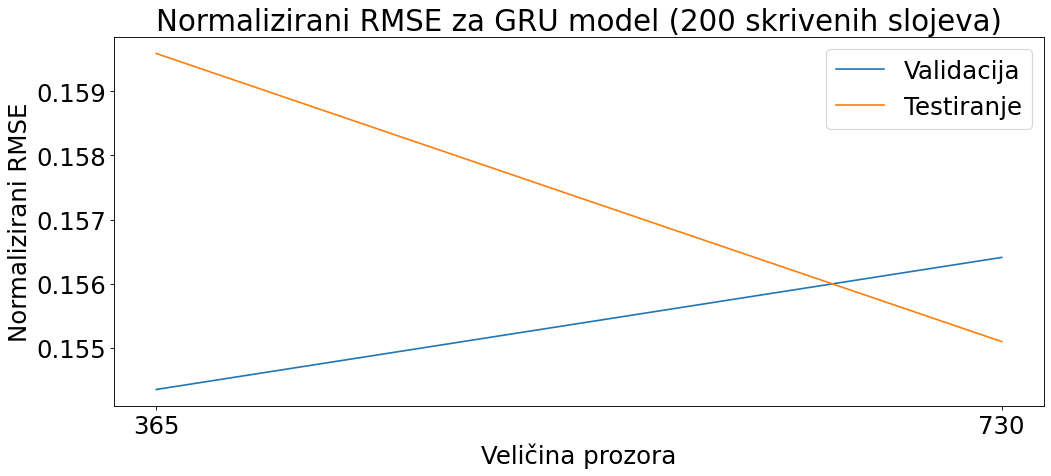 Normalizirani RMSE za GRU model (200 skrivenih slojeva)
Validacija
Testiranje
Normalizirani RMSE
0.159
0.158
0.157
0.156
0.155
365
730
Veličina prozora